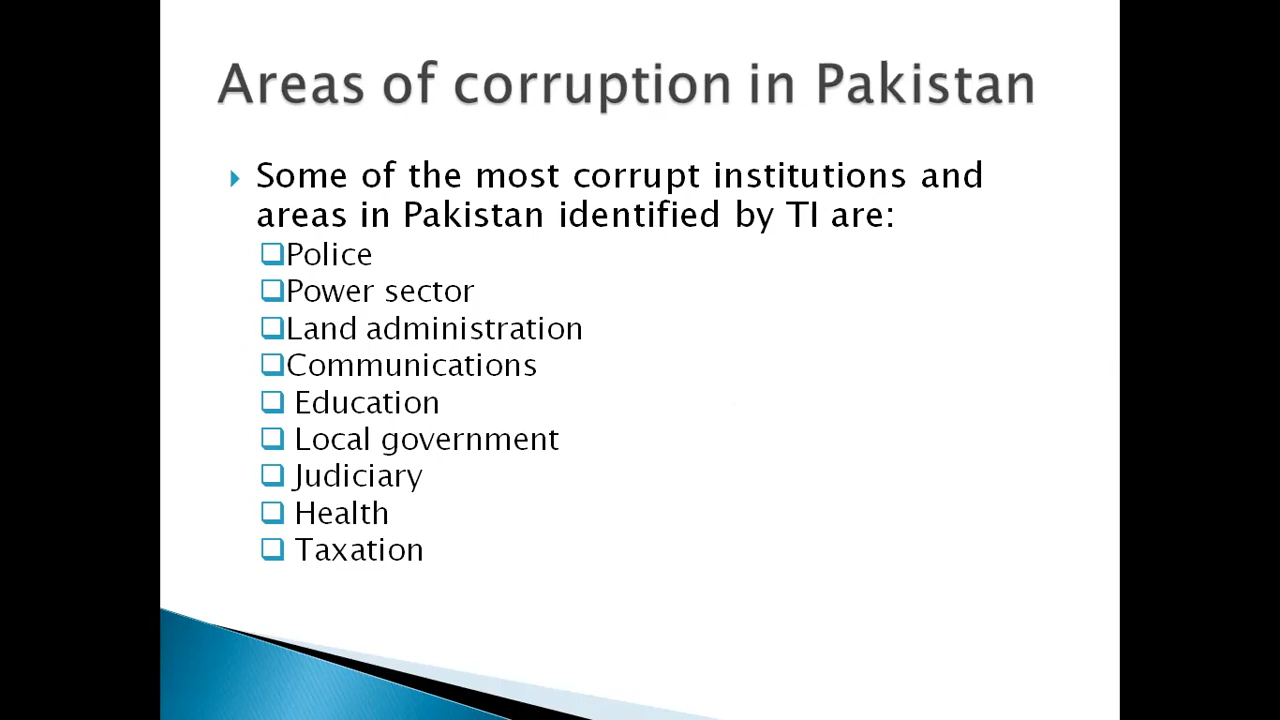 Areas of corruption in Pakistan
Some of the most corrupt institutions and
areas in Pakistan identified by TI are:
Police
Power sector
Land administration
Communications
Education
Local government
Judiciary
Health
Taxation